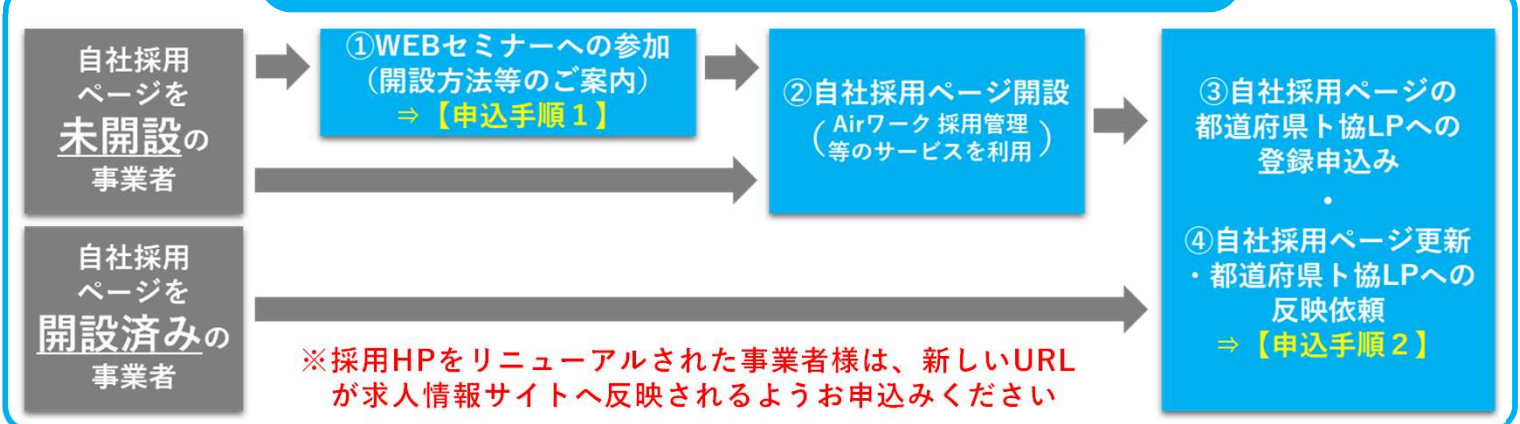 自社採用
ページを
未開設の
事業者
①WEBセミナーへの参加
（開設方法等のご案内）
⇒【申込手順１】
②自社採用ページ開設
（Airワーク 採用管理
等のサービスを利用）
③自社採用ページの
都道府県ト協LPへの
登録申込み
・
④自社採用ページ更新
・都道府県ト協LPへの
反映依頼
⇒【申込手順２】
自社採用
ページを
開設済みの
事業者
※採用HPをリニューアルされた事業者様は、新しいURL
が求人情報サイトへ反映されるようお申込みください